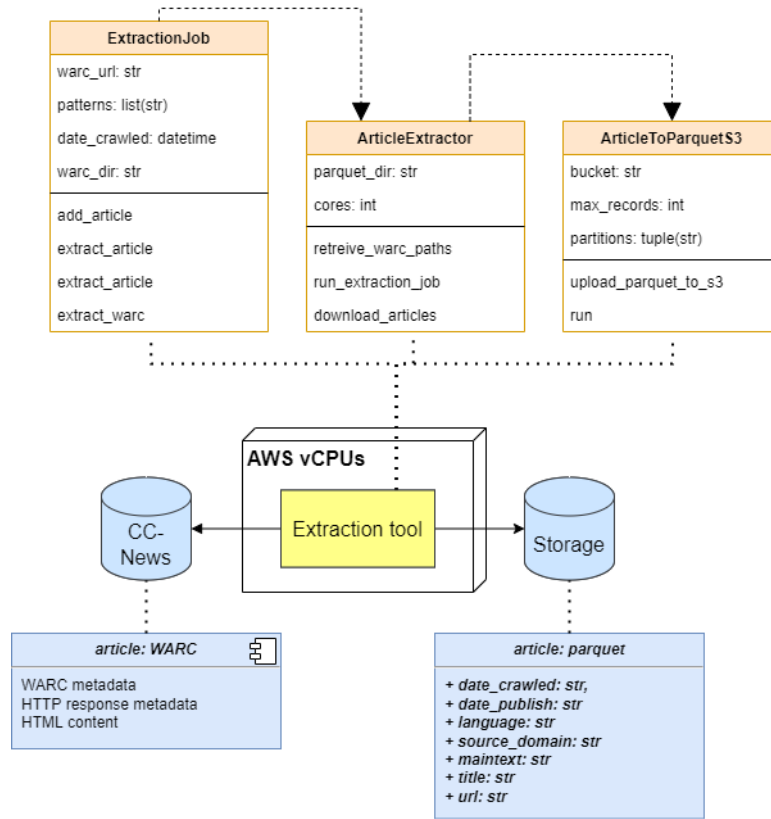 ExtractionJob
warc_url: str
patterns: list(str)
date_crawled: datetime
warc_dir: str
add_article
extract_article
extract_article
extract_warc
ArticleExtractor
parquet_dir: str
cores: int
retreive_warc_paths
run_extraction_job
download_articles
ArticleToParquetS3
bucket: str
max_records: int
partitions: tuple(str)
upload_parquet_to_s3
run
AWS vCPUs
CC-
News
Extraction tool
Storage
article: WARC
WARC metadata
HTTP response metadata
HTML content
article: parquet
+ date_crawled: str,
+ date_publish: str
+ language: str
+ source_domain: str
+ maintext: str
+ title: str
+ url: str